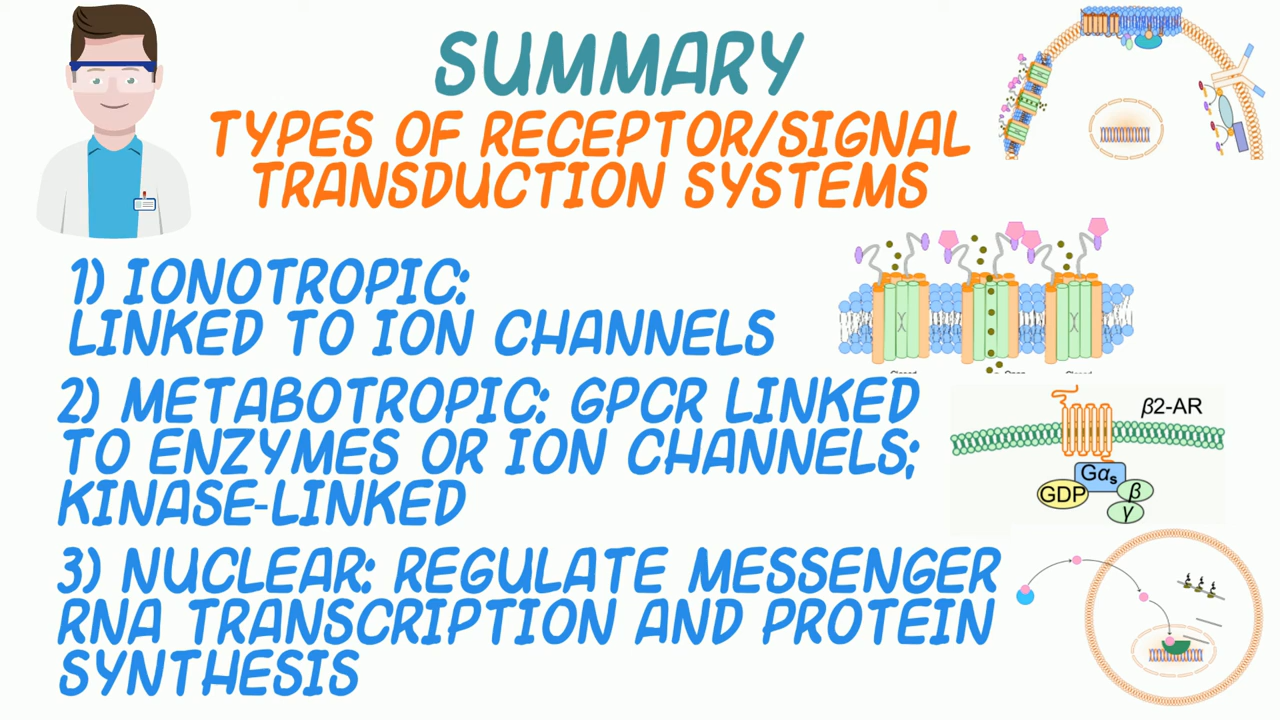 SUMMARY
TYPES OF RECEPTOR/SIGNAL
TRANSDUCTION SYSTEMS
1) IONOTROPIC:
LINKED TO ION CHANNELS
2) METABOTROPIC: GPCR LINKED
TO ENZYMES OR ION CHANNELS;
KINASE-LINKED
β2-AR
Gαs
GDP
β
γ
3) NUCLEAR: REGULATE MESSENGER
RNA TRANSCRIPTION AND PROTEIN
SYNTHESIS